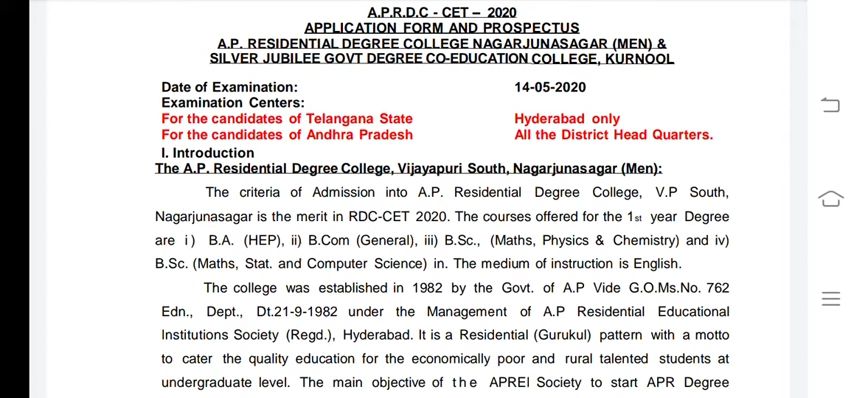 A.P.R.D.C - CET – 2020
APPLICATION FORM AND PROSPECTUS
A.P. RESIDENTIAL DEGREE COLLEGE NAGARJUNASAGAR (MEN) &
SILVER JUBILEE GOVT DEGREE CO-EDUCATION COLLEGE, KURNOOL
Date of Examination: 14-05-2020
Examination Centers:
For the candidates of Telangana State Hyderabad only
For the candidates of Andhra Pradesh All the District Head Quarters.
I. Introduction
The A.P. Residential Degree College, Vijayapuri South, Nagarjunasagar (Men):
The criteria of Admission into A.P. Residential Degree College, V.P South,
Nagarjunasagar is the merit in RDC-CET 2020. The courses offered for the 1st year Degree
are i) B.A. (HEP), ii) B.Com (General), iii) B.Sc., (Maths, Physics & Chemistry) and iv)
B.Sc. (Maths, Stat. and Computer Science) in. The medium of instruction is English.
The college was established in 1982 by the Govt. of A.P Vide G.O.Ms.No. 762
Edn., Dept., Dt.21-9-1982 under the Management of A.P Residential Educational
Institutions Society (Regd.), Hyderabad. It is a Residential (Gurukul) pattern with a motto
to cater the quality education for the economically poor and rural talented students at
undergraduate level. The main objective of the APREI Society to start APR Degree